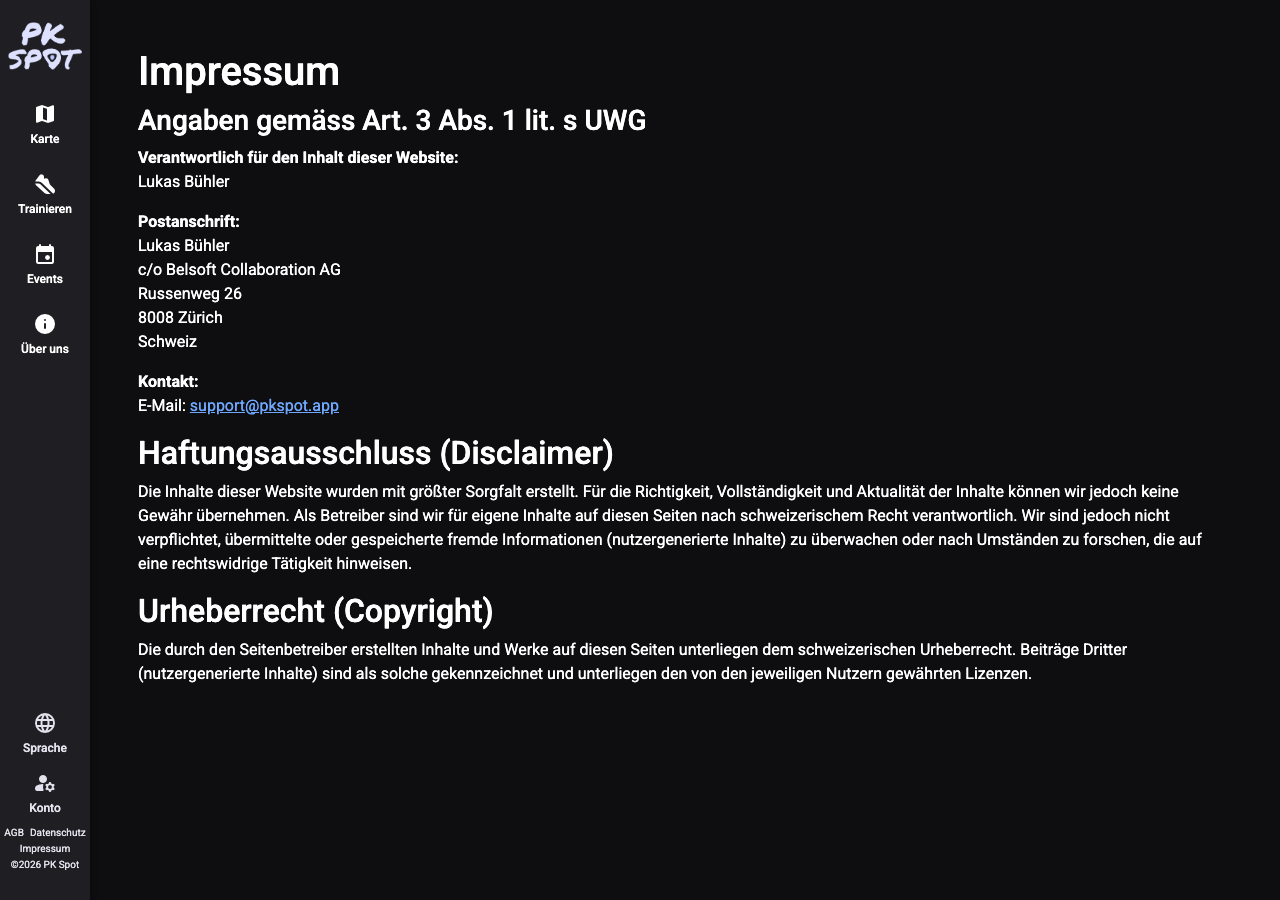 PK
SPOT
Karte
Trainieren
Events
Über uns
Sprache
Konto
AGB Datenschutz
Impressum
©2026 PK Spot
Impressum
Angaben gemäss Art. 3 Abs. 1 lit. s UWG
Verantwortlich für den Inhalt dieser Website:
Lukas Bühler
Postanschrift:
Lukas Bühler
c/o Belsoft Collaboration AG
Russenweg 26
8008 Zürich
Schweiz
Kontakt:
E-Mail: support@pkspot.app
Haftungsausschluss (Disclaimer)
Die Inhalte dieser Website wurden mit größter Sorgfalt erstellt. Für die Richtigkeit, Vollständigkeit und Aktualität der Inhalte können wir jedoch keine
Gewähr übernehmen. Als Betreiber sind wir für eigene Inhalte auf diesen Seiten nach schweizerischem Recht verantwortlich. Wir sind jedoch nicht
verpflichtet, übermittelte oder gespeicherte fremde Informationen (nutzergenerierte Inhalte) zu überwachen oder nach Umständen zu forschen, die auf
eine rechtswidrige Tätigkeit hinweisen.
Urheberrecht (Copyright)
Die durch den Seitenbetreiber erstellten Inhalte und Werke auf diesen Seiten unterliegen dem schweizerischen Urheberrecht. Beiträge Dritter
(nutzergenerierte Inhalte) sind als solche gekennzeichnet und unterliegen den von den jeweiligen Nutzern gewährten Lizenzen.